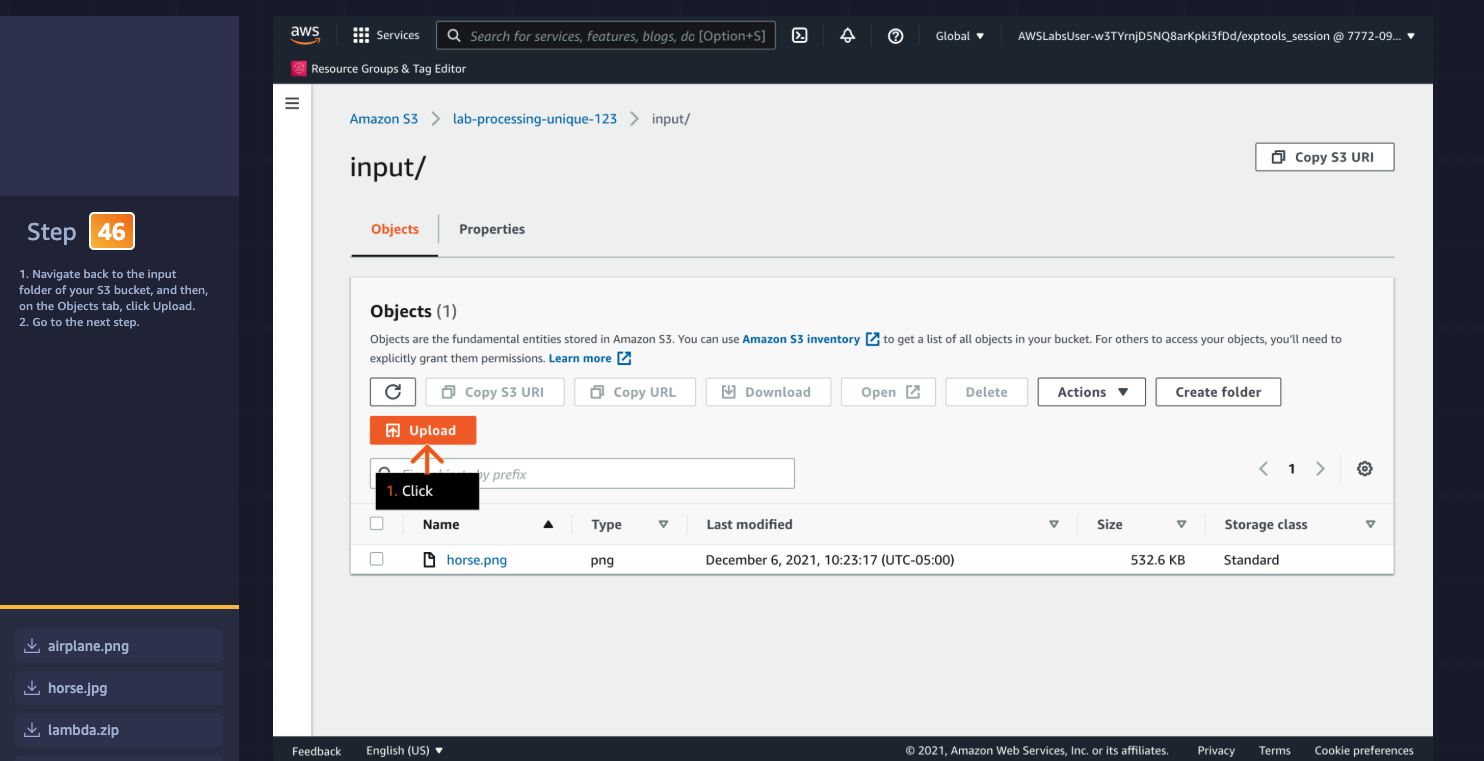 aws
Services
Search for services, features, blogs, do [Option+S]
Global ▼
AWSLabsUser-w3TYrnjD5NQ8arKpki3fDd/exptools_session @ 7772-09... ▼
Resource Groups & Tag Editor
Step 46
1. Navigate back to the input
folder of your S3 bucket, and then,
on the Objects tab, click Upload.
2. Go to the next step.
airplane.png
horse.jpg
lambda.zip
Amazon S3 > lab-processing-unique-123 > input/
input/
Copy S3 URI
Objects
Properties
Objects (1)
Objects are the fundamental entities stored in Amazon S3. You can use Amazon S3 inventory to get a list of all objects in your bucket. For others to access your objects, you'll need to
explicitly grant them permissions. Learn more
Copy S3 URI
Copy URL
Download
Open
Delete
Actions ▼
Create folder
Upload
by prefix
1. Click
1
Name
Type
Last modified
Size
Storage class
horse.png
png
December 6, 2021, 10:23:17 (UTC-05:00)
532.6 KB
Standard
Feedback
English (US) ▼
© 2021, Amazon Web Services, Inc. or its affiliates.
Privacy
Terms
Cookie preferences